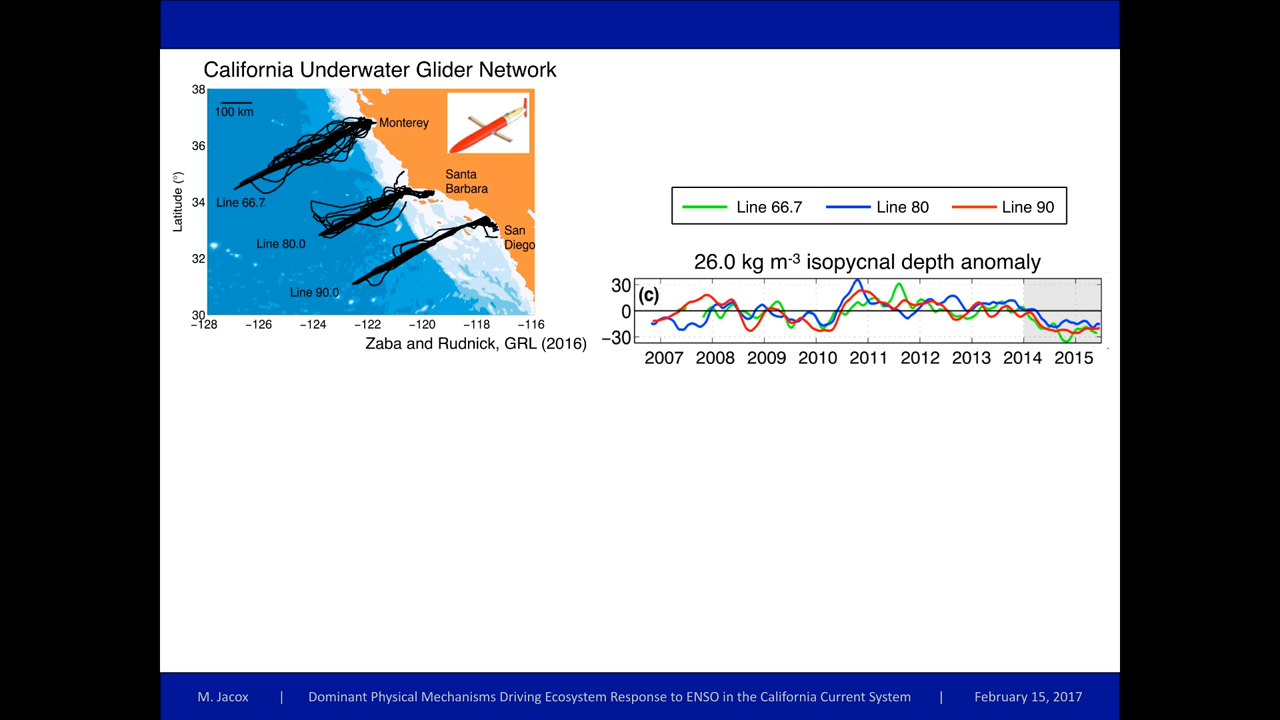 California Underwater Glider Network
38
36
34
32
30
Latitude (°)
100 km
Monterey
Santa
Barbara
San
Diego
Line 66.7
Line 80.0
Line 90.0
−128 −126 −124 −122 −120 −118 −116
Zaba and Rudnick, GRL (2016)
Line 66.7 Line 80 Line 90
26.0 kg m-3 isopycnal depth anomaly
(c)
30
0
−30
2007 2008 2009 2010 2011 2012 2013 2014 2015
M. Jacox | Dominant Physical Mechanisms Driving Ecosystem Response to ENSO in the California Current System | February 15, 2017